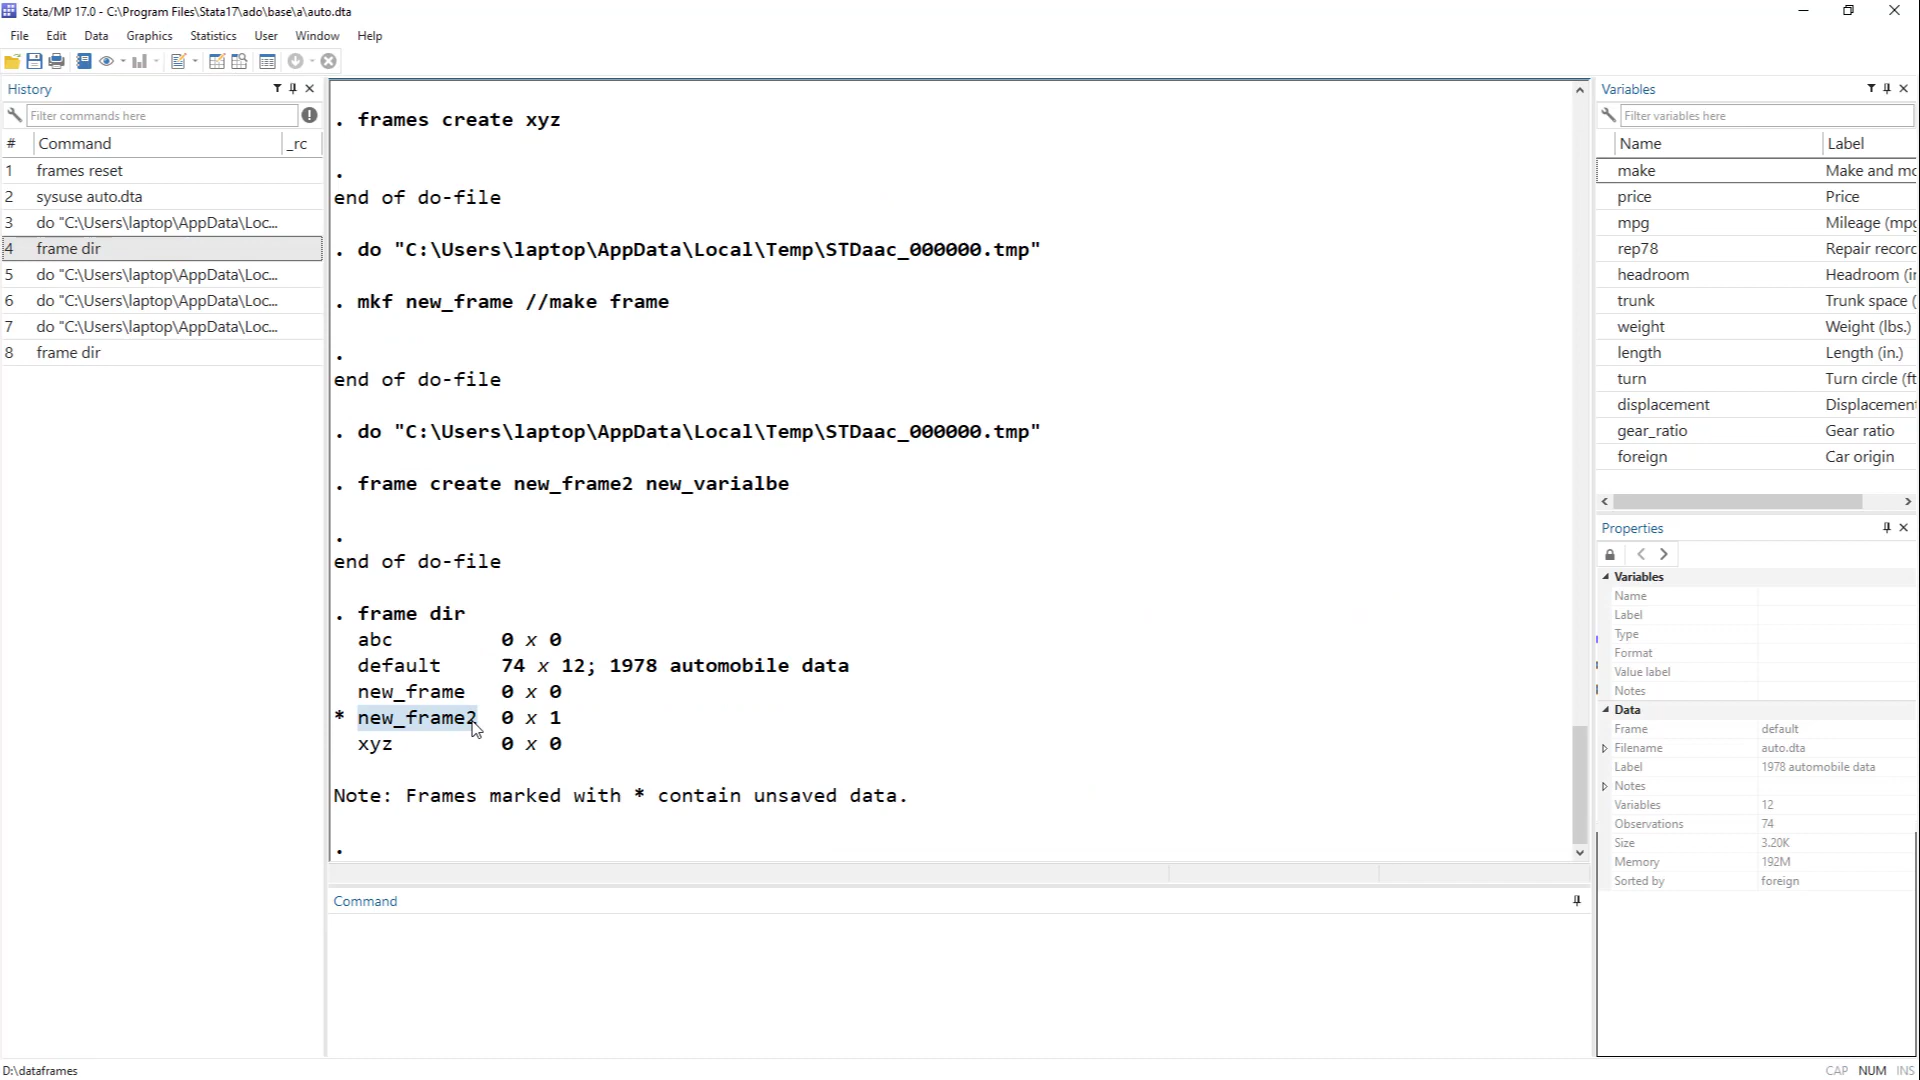 Stata/MP 17.0 - C:\Program Files\Stata17\ado\base\a\auto.dta
File Edit Data Graphics Statistics User Window Help
History
Filter commands here
# Command _rc
1 frames reset
2 sysuse auto.dta
3 do "C:\Users\laptop\AppData\Loc...
4 frame dir
5 do "C:\Users\laptop\AppData\Loc...
6 do "C:\Users\laptop\AppData\Loc...
7 do "C:\Users\laptop\AppData\Loc...
8 frame dir
. frames create xyz
.
end of do-file
. do "C:\Users\laptop\AppData\Local\Temp\STDaac_000000.tmp"
. mkf new_frame //make frame
.
end of do-file
. do "C:\Users\laptop\AppData\Local\Temp\STDaac_000000.tmp"
. frame create new_frame2 new_varialbe
.
end of do-file
. frame dir
abc 0 x 0
default 74 x 12; 1978 automobile data
new_frame 0 x 0
* new_frame2 0 x 1
xyz 0 x 0
Note: Frames marked with * contain unsaved data.
.
Command
Variables
Filter variables here
Name Label
make Make and mo
price Price
mpg Mileage (mpg
rep78 Repair record
headroom Headroom (in
trunk Trunk space (
weight Weight (lbs.)
length Length (in.)
turn Turn circle (ft
displacement Displacement
gear_ratio Gear ratio
foreign Car origin
Properties
Variables
Name
Label
Type
Format
Value label
Notes
Data
Frame default
Filename auto.dta
Label 1978 automobile data
Notes
Variables 12
Observations 74
Size 3.20K
Memory 192M
Sorted by foreign
D:\dataframes
CAP NUM INS